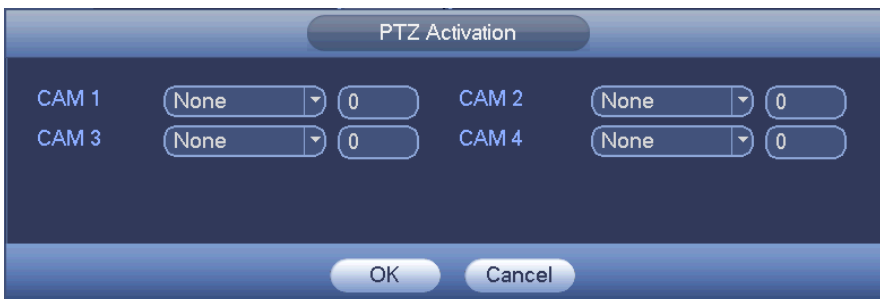 PTZ Activation
CAM 1 None 0 CAM 2 None 0
CAM 3 None 0 CAM 4 None 0
OK Cancel